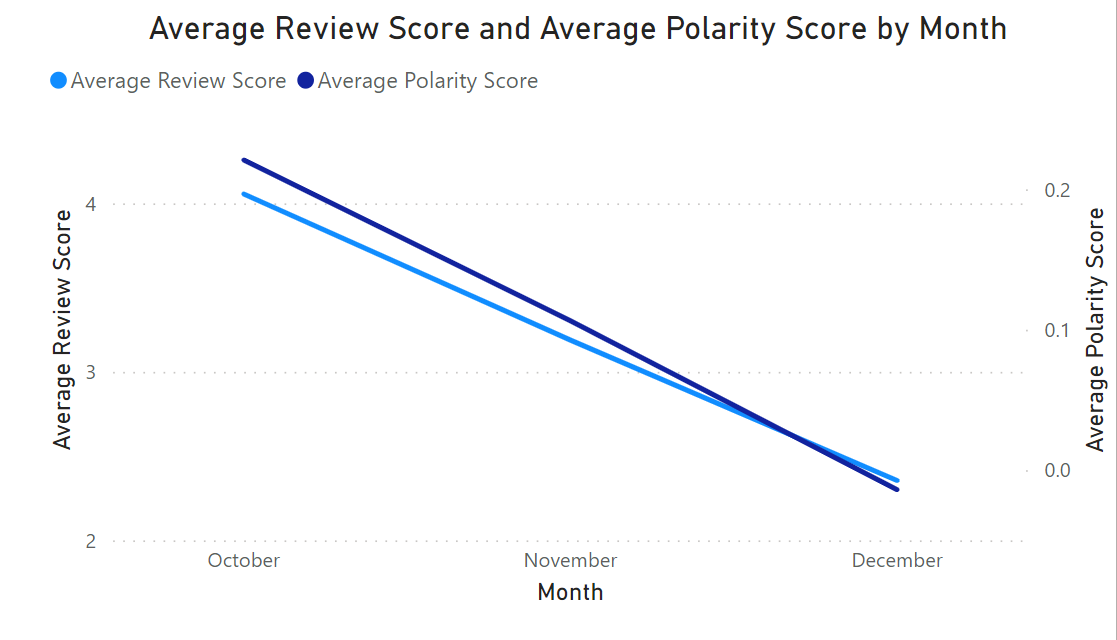 Average Review Score and Average Polarity Score by Month
Average Review Score Average Polarity Score
Average Review Score
4
3
2
October November December
Month
0.2
0.1
0.0
Average Polarity Score